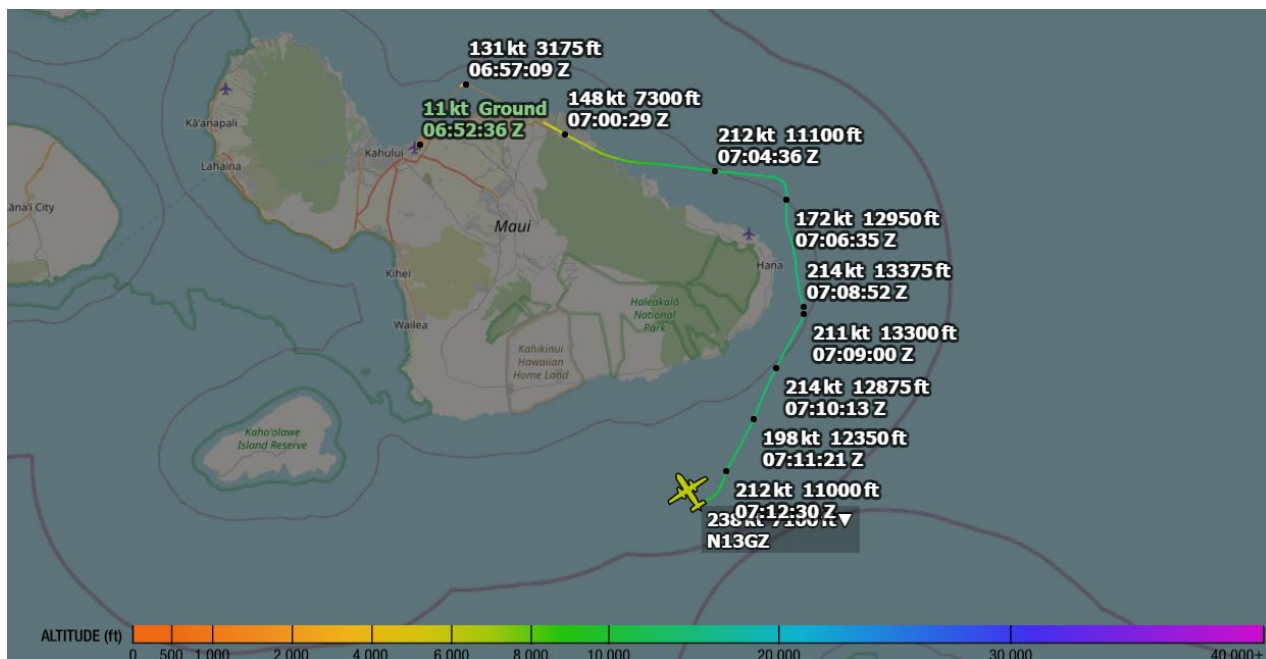 131 kt 3175 ft
06:57:09 Z
11 kt Ground
06:52:36 Z
148 kt 7300 ft
07:00:29 Z
212 kt 11100 ft
07:04:36 Z
172 kt 12950 ft
07:06:35 Z
214 kt 13375 ft
07:08:52 Z
211 kt 13300 ft
07:09:00 Z
214 kt 12875 ft
07:10:13 Z
198 kt 12350 ft
07:11:21 Z
212 kt 11000 ft
07:12:30 Z
238 kt 7100 ft▼
N13GZ
Kā'anapali
Lahaina
Kahului
āna'i City
Maui
Kihei
Hana
Wailea
Haleakalā
National
Park
Kahikinui
Hawaiian
Home Land
Kaho'olawe
Island Reserve
ALTITUDE (ft)
0 500 1 000 2 000 4 000 6 000 8 000 10 000 20 000 30 000 40 000+